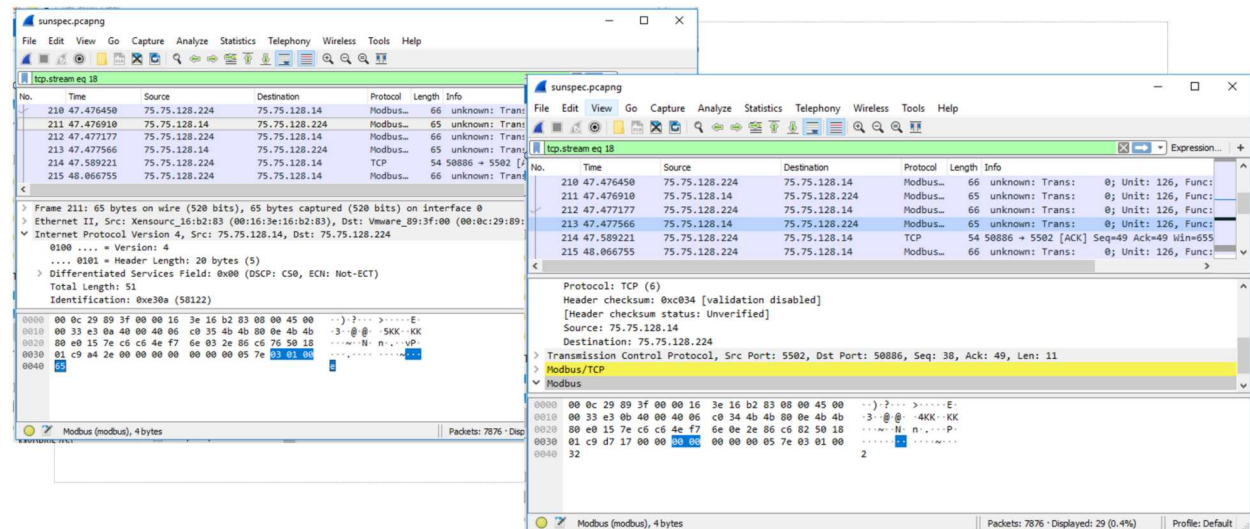 sunspec.pcapng
File Edit View Go Capture Analyze Statistics Telephony Wireless Tools Help
tcp.stream eq 18
No. Time Source Destination Protocol Length Info
210 47.476450 75.75.128.224 75.75.128.14 Modbus… 66 unknown: Trans:
211 47.476910 75.75.128.14 75.75.128.224 Modbus… 65 unknown: Trans:
212 47.477177 75.75.128.224 75.75.128.14 Modbus… 66 unknown: Trans:
213 47.477566 75.75.128.14 75.75.128.224 Modbus… 65 unknown: Trans:
214 47.589221 75.75.128.224 75.75.128.14 TCP 54 50886 → 5502 [A
215 48.066755 75.75.128.224 75.75.128.14 Modbus… 66 unknown: Trans:
Frame 211: 65 bytes on wire (520 bits), 65 bytes captured (520 bits) on interface 0
Ethernet II, Src: Xensourc_16:b2:83 (00:16:3e:16:b2:83), Dst: Vmware_89:3f:00 (00:0c:29:89:
Internet Protocol Version 4, Src: 75.75.128.14, Dst: 75.75.128.224
0100 .... = Version: 4
.... 0101 = Header Length: 20 bytes (5)
Differentiated Services Field: 0x00 (DSCP: CS0, ECN: Not-ECT)
Total Length: 51
Identification: 0xe30a (58122)
0000 00 0c 29 89 3f 00 00 16 3e 16 b2 83 08 00 45 00 ··)·?··· >·····E·
0010 00 33 e3 0a 40 00 40 06 c0 35 4b 4b 80 0e 4b 4b ·3··@·@· ·5KK··KK
0020 80 e0 15 7e c6 c6 4e f7 6e 03 2e 86 c6 76 50 18 ···~··N· n·.··vP·
0030 01 c9 a4 2e 00 00 00 00 00 00 05 7e 03 01 00 ···.···· ···~···
0040 65 e
Modbus (modbus), 4 bytes
Packets: 7876 · Disp
sunspec.pcapng
File Edit View Go Capture Analyze Statistics Telephony Wireless Tools Help
tcp.stream eq 18 Expression… +
No. Time Source Destination Protocol Length Info
210 47.476450 75.75.128.224 75.75.128.14 Modbus… 66 unknown: Trans: 0; Unit: 126, Func:
211 47.476910 75.75.128.14 75.75.128.224 Modbus… 65 unknown: Trans: 0; Unit: 126, Func:
212 47.477177 75.75.128.224 75.75.128.14 Modbus… 66 unknown: Trans: 0; Unit: 126, Func:
213 47.477566 75.75.128.14 75.75.128.224 Modbus… 65 unknown: Trans: 0; Unit: 126, Func:
214 47.589221 75.75.128.224 75.75.128.14 TCP 54 50886 → 5502 [ACK] Seq=49 Ack=49 Win=655
215 48.066755 75.75.128.224 75.75.128.14 Modbus… 66 unknown: Trans: 0; Unit: 126, Func:
Protocol: TCP (6)
Header checksum: 0xc034 [validation disabled]
[Header checksum status: Unverified]
Source: 75.75.128.14
Destination: 75.75.128.224
Transmission Control Protocol, Src Port: 5502, Dst Port: 50886, Seq: 38, Ack: 49, Len: 11
Modbus/TCP
Modbus
0000 00 0c 29 89 3f 00 00 16 3e 16 b2 83 08 00 45 00 ··)·?··· >·····E·
0010 00 33 e3 0b 40 00 40 06 c0 34 4b 4b 80 0e 4b 4b ·3··@·@· ·4KK··KK
0020 80 e0 15 7e c6 c6 4e f7 6e 0e 2e 86 c6 82 50 18 ···~··N· n·.···P·
0030 01 c9 d7 17 00 00 00 00 00 00 00 05 7e 03 01 00 ········ ····~···
0040 32 2
Modbus (modbus), 4 bytes
Packets: 7876 · Displayed: 29 (0.4%)
Profile: Default